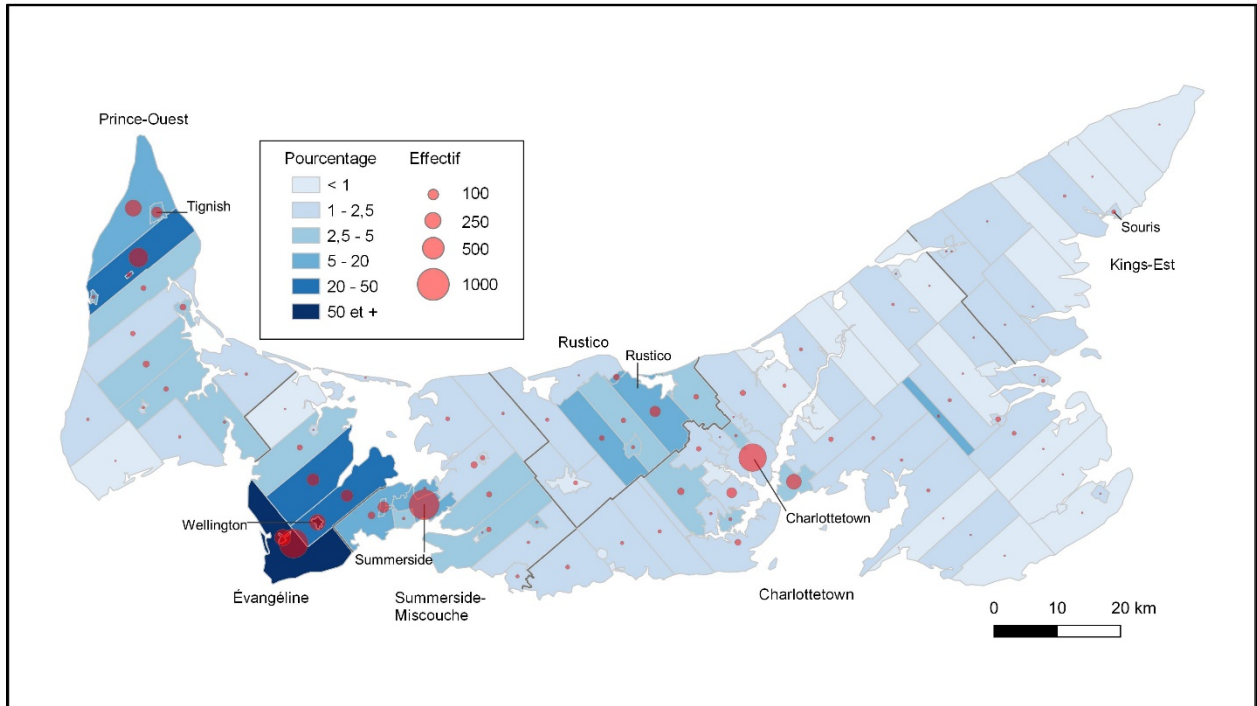 Prince-Ouest
Tignish
Pourcentage
< 1
1 - 2,5
2,5 - 5
5 - 20
20 - 50
50 et +
Effectif
100
250
500
1000
Souris
Kings-Est
Rustico
Rustico
Wellington
Summerside
Charlottetown
Évangéline
Summerside-
Miscouche
Charlottetown
0 10 20 km